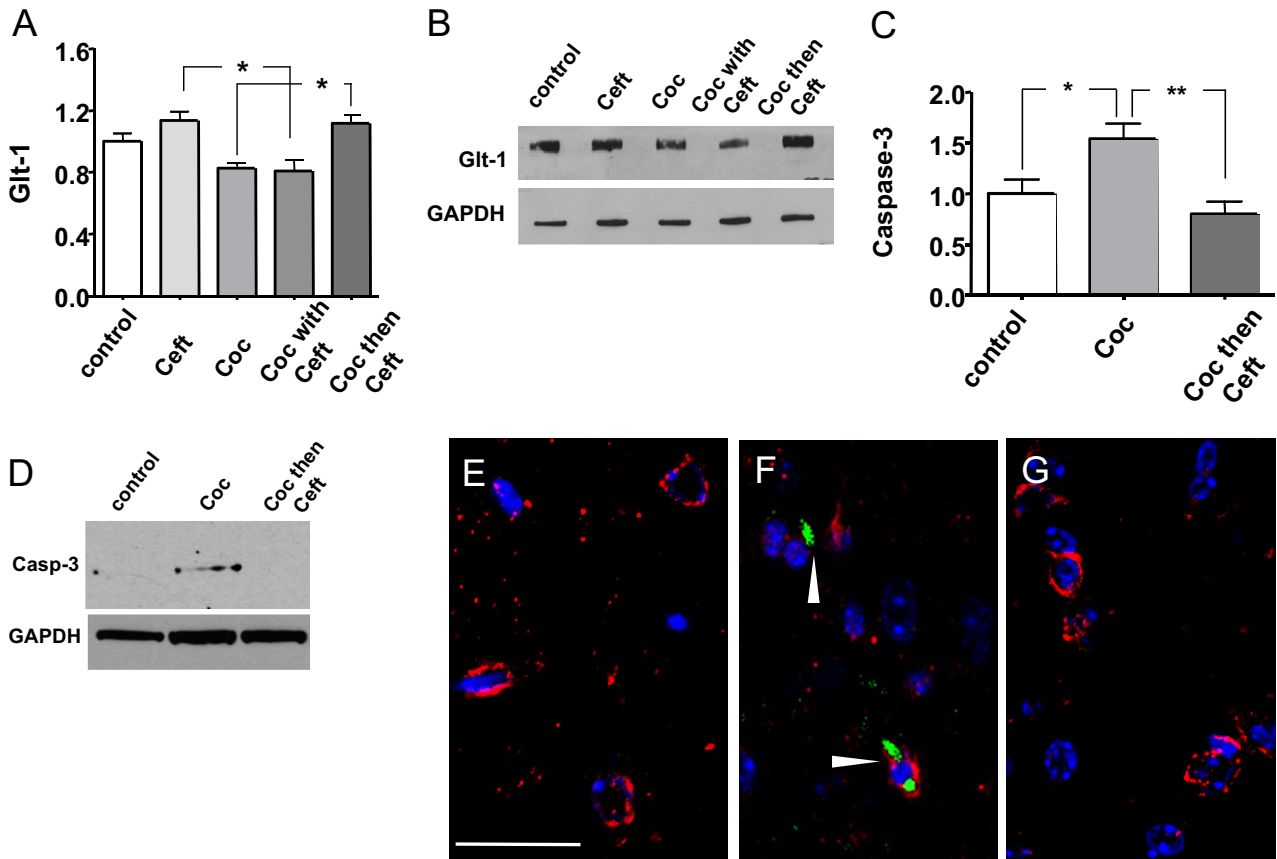 A
Glt-1
1.6
1.2
0.8
0.4
0.0
*
*
control
Ceft
Coc
Coc with
Ceft
Coc then
Ceft
B
control
Ceft
Coc
Coc with
Ceft
Coc then
Ceft
Glt-1
GAPDH
C
Caspase-3
2.0
1.5
1.0
0.5
0.0
*
**
control
Coc
Coc then
Ceft
D
control
Coc
Coc then
Ceft
Casp-3
GAPDH
E
F
G